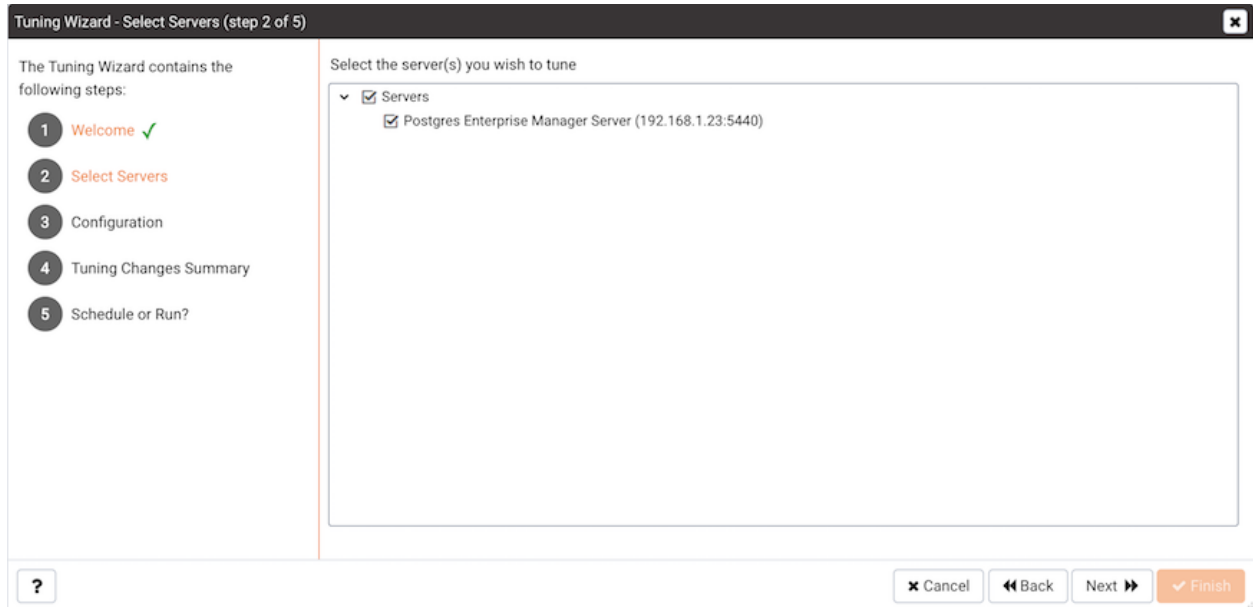 Tuning Wizard - Select Servers (step 2 of 5)
The Tuning Wizard contains the
following steps:
1 Welcome
2 Select Servers
3 Configuration
4 Tuning Changes Summary
5 Schedule or Run?
Select the server(s) you wish to tune
Servers
Postgres Enterprise Manager Server (192.168.1.23:5440)
?
Cancel
Back
Next
Finish